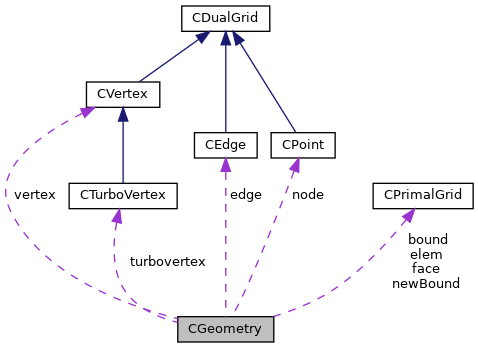 CDualGrid
CVertex
CEdge
CPoint
CTurboVertex
CPrimalGrid
vertex
edge
node
turbovertex
bound
elem
face
newBound
CGeometry